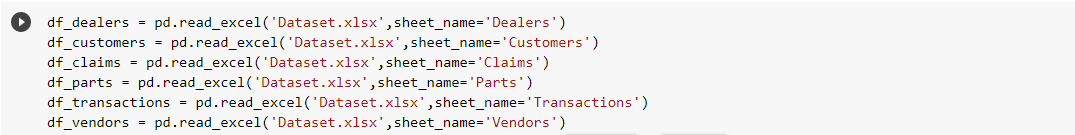 df_dealers = pd.read_excel('Dataset.xlsx',sheet_name='Dealers')
df_customers = pd.read_excel('Dataset.xlsx',sheet_name='Customers')
df_claims = pd.read_excel('Dataset.xlsx',sheet_name='Claims')
df_parts = pd.read_excel('Dataset.xlsx',sheet_name='Parts')
df_transactions = pd.read_excel('Dataset.xlsx',sheet_name='Transactions')
df_vendors = pd.read_excel('Dataset.xlsx',sheet_name='Vendors')